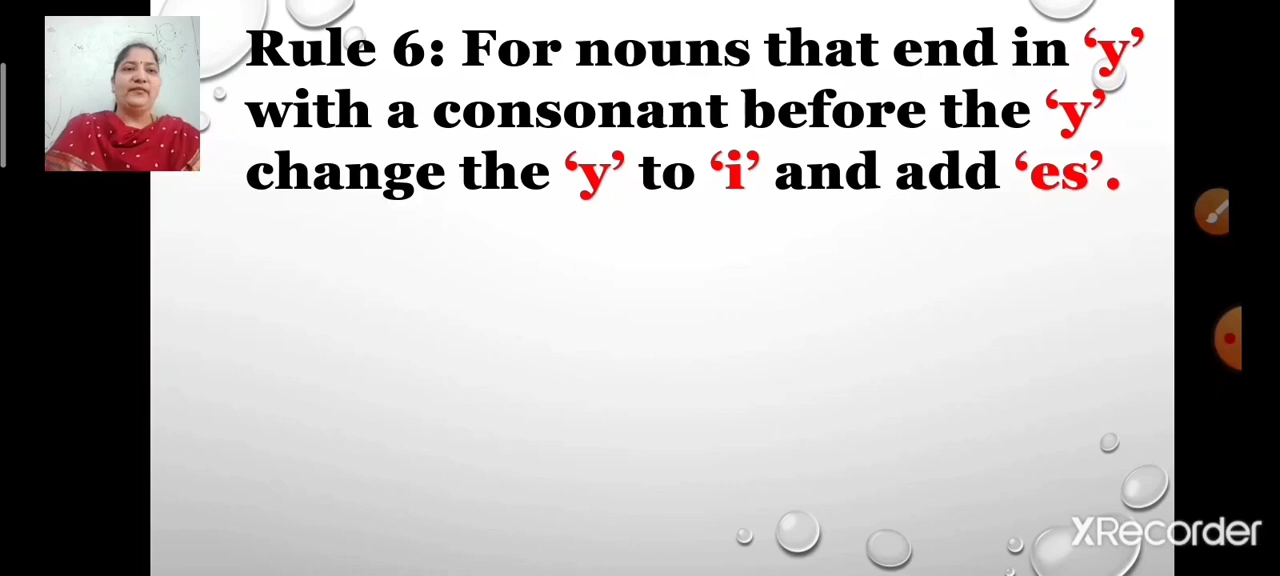 Rule 6: For nouns that end in ‘y’
with a consonant before the ‘y’
change the ‘y’ to ‘i’ and add ‘es’.
XRecorder